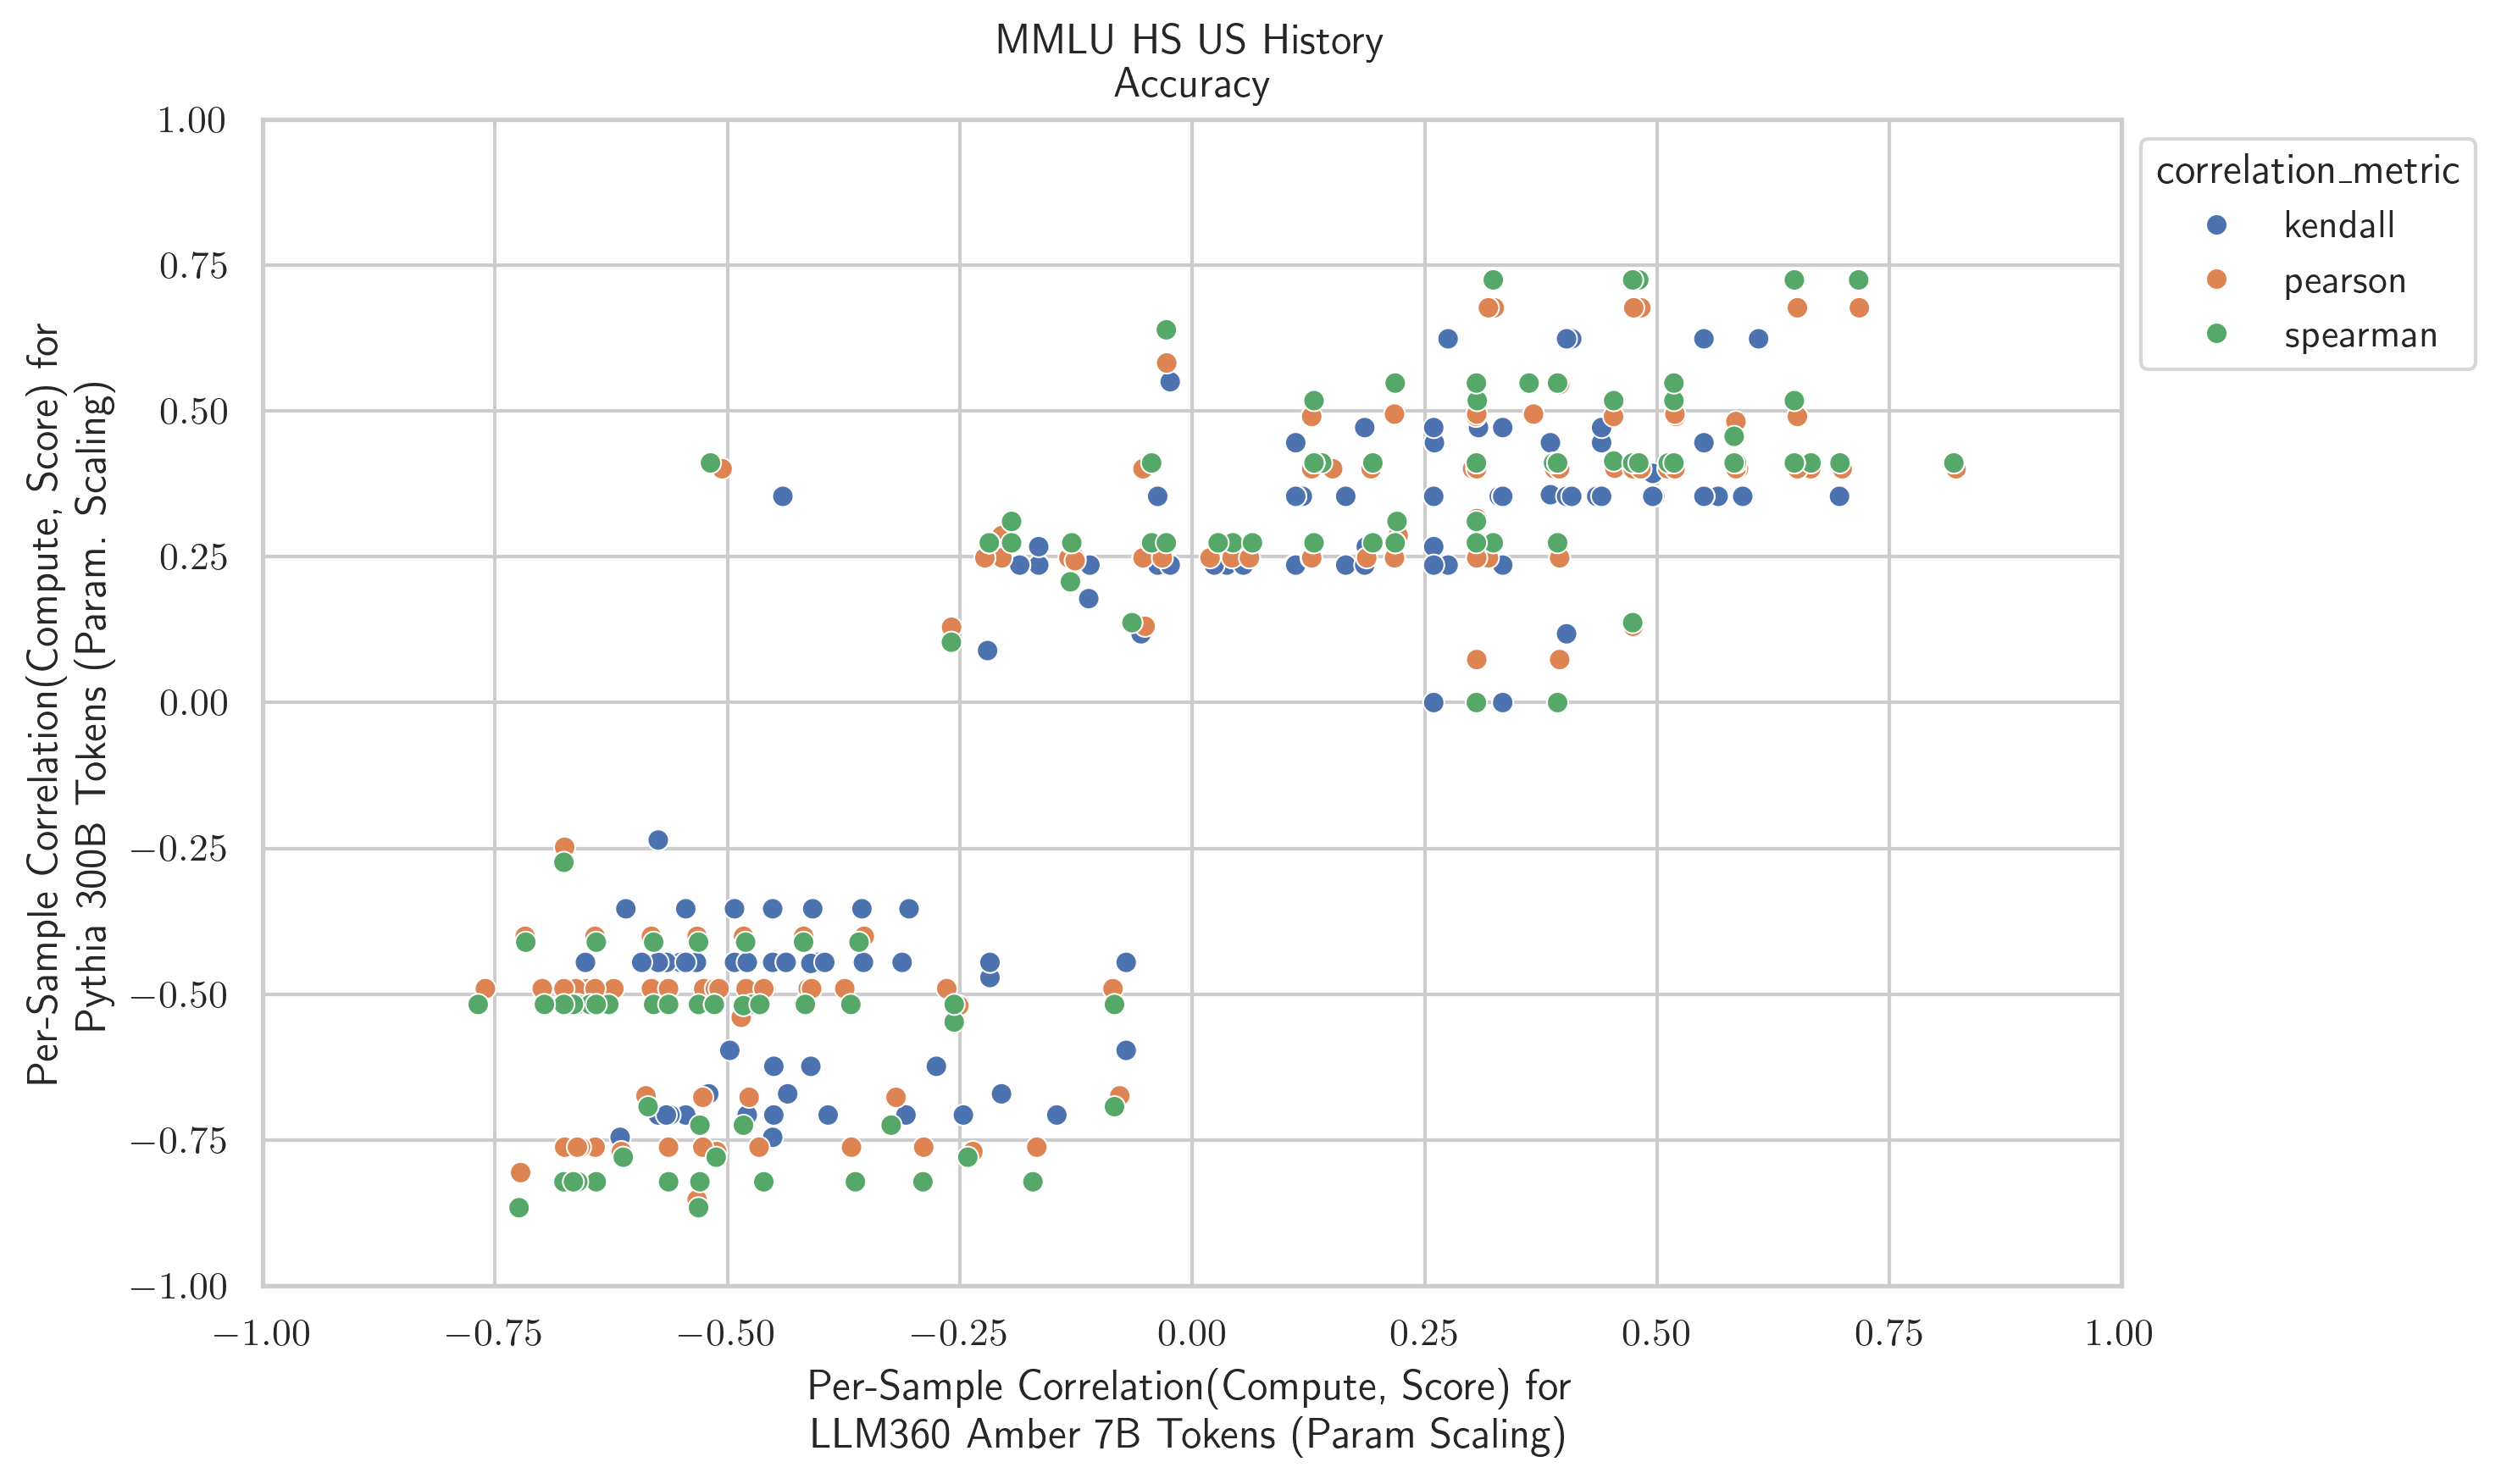 MMLU HS US History
Accuracy
1.00
0.75
0.50
0.25
0.00
−0.25
−0.50
−0.75
−1.00
Per-Sample Correlation(Compute, Score) for
Pythia 300B Tokens (Param. Scaling)
−1.00
−0.75
−0.50
−0.25
0.00
0.25
0.50
0.75
1.00
Per-Sample Correlation(Compute, Score) for
LLM360 Amber 7B Tokens (Param Scaling)
correlation_metric
kendall
pearson
spearman